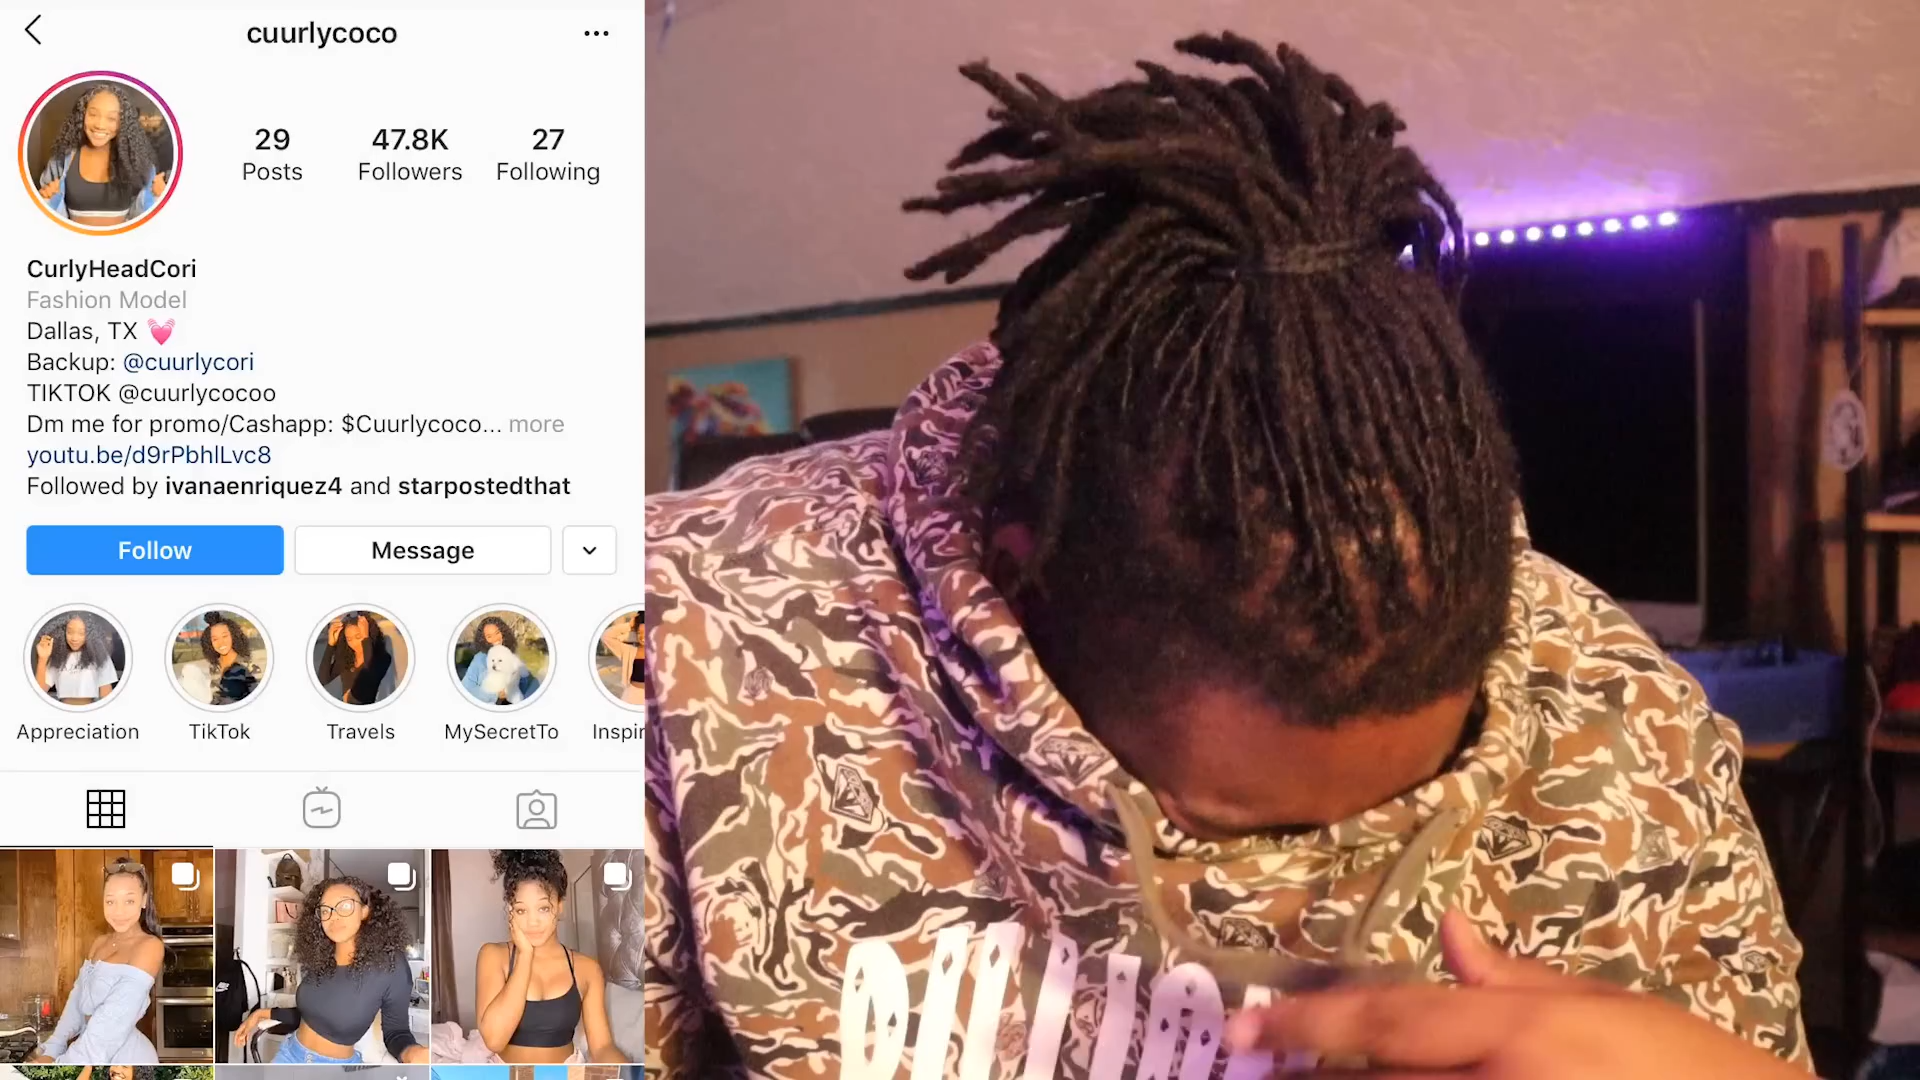 cuurlycoco
29 47.8K 27
Posts Followers Following
CurlyHeadCori
Fashion Model
Dallas, TX
Backup: @cuurlycori
TIKTOK @cuurlycocoo
Dm me for promo/Cashapp: $Cuurlycoco... more
youtu.be/d9rPbhlLvc8
Followed by ivanaenriquez4 and starpostedthat
Follow Message
Appreciation TikTok Travels MySecretTo Inspir